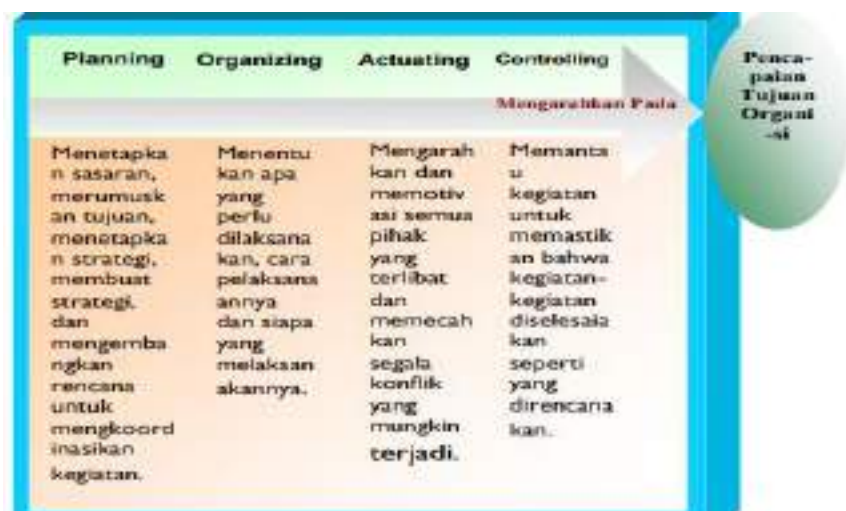 Planning
Organizing
Actuating
Controlling
Mengarahkan Pada
Penca-
paian
Tujuan
Organi
-si
Menetapka
n sasaran,
merumusk
an tujuan,
menetapka
n strategi,
membuat
strategi,
dan
mengemba
ngkan
rencana
untuk
mengkoord
inasikan
kegiatan.
Menentu
kan apa
yang
perlu
dilaksana
kan, cara
pelaksana
annya
dan siapa
yang
melaksan
akannya.
Mengarah
kan dan
memotiv
asi semua
pihak
yang
terlibat
dan
memecah
kan
segala
konflik
yang
mungkin
terjadi.
Memanta
u
kegiatan
untuk
memastik
an bahwa
kegiatan-
kegiatan
diselesaia
kan
seperti
yang
direncana
kan.